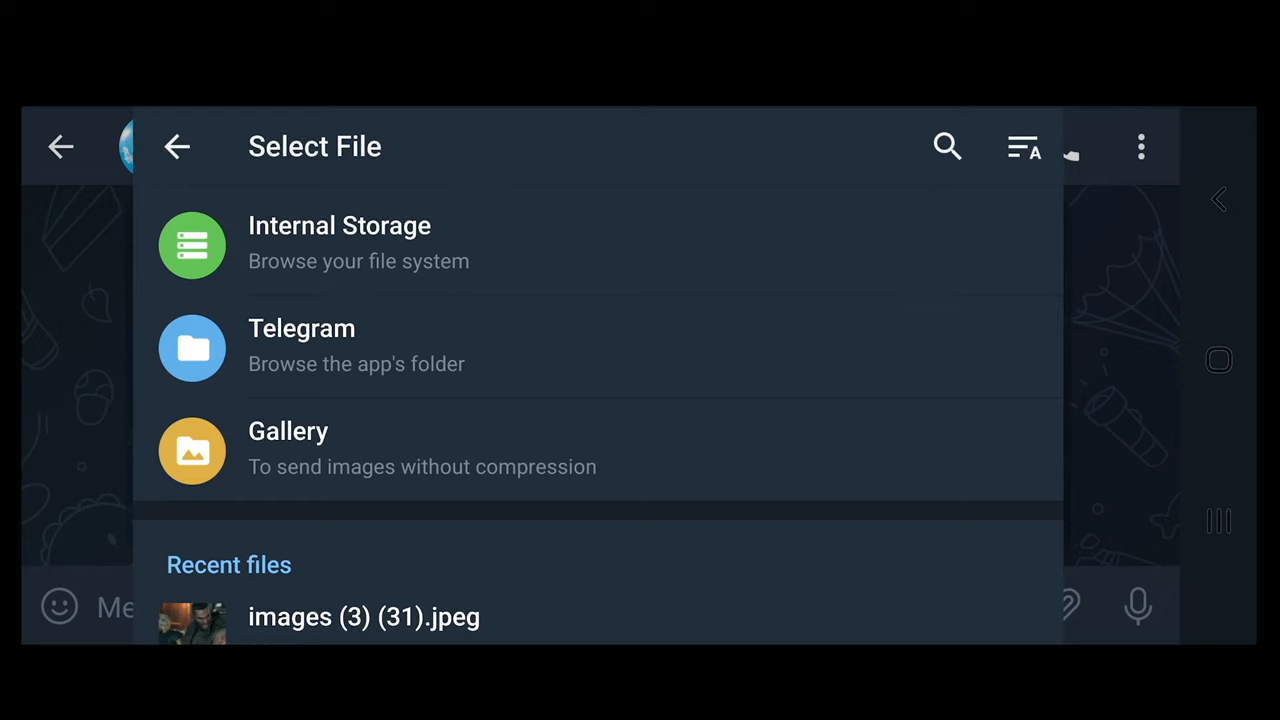 Select File
A
Internal Storage
Browse your file system
Telegram
Browse the app's folder
Gallery
To send images without compression
Recent files
images (3) (31).jpeg
Me